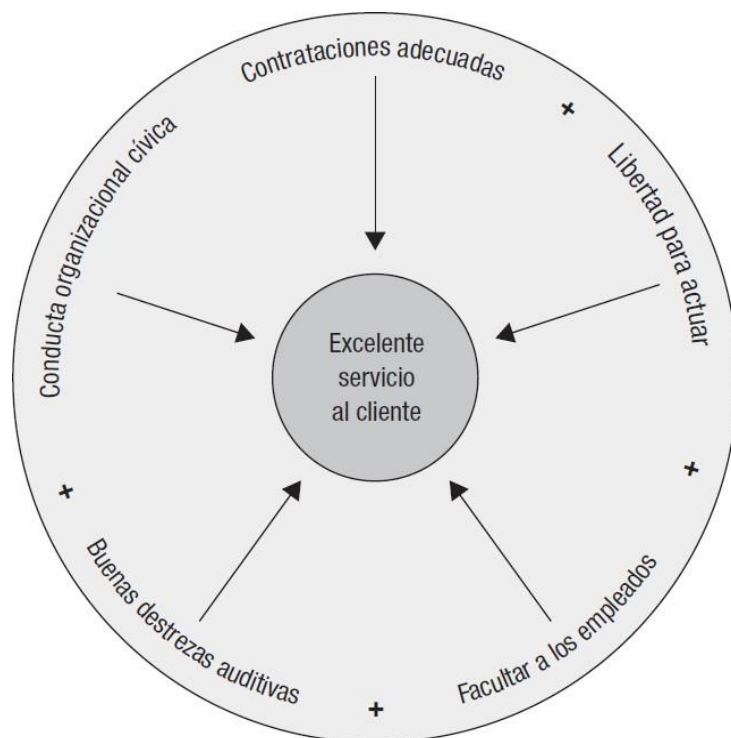 Contrataciones adecuadas
+
Libertad para actuar
+
Facultar a los empleados
+
Buenas destrezas auditivas
+
Conducta organizacional cívica
Excelente
servicio
al cliente